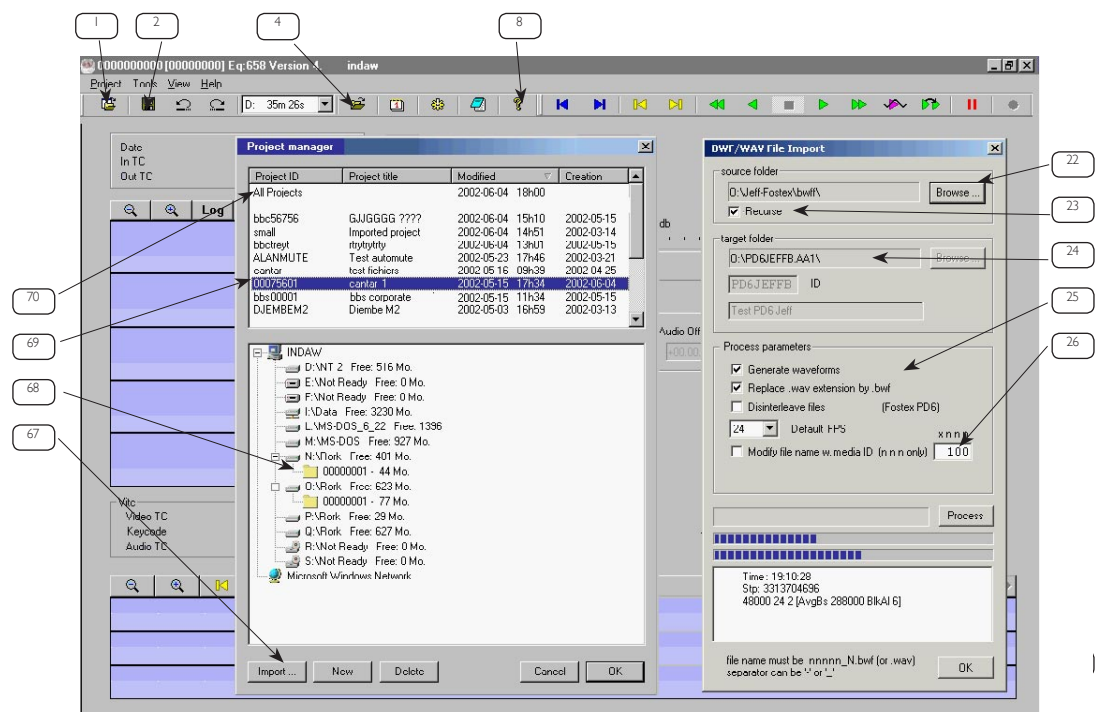 1
2
4
8
0000000000 [00000000] Eq:658 Version 4. indaw
Project Tools View Help
D: 35m 26s
Date
In TC
Out TC
Log
Project manager
Project ID Project title Modified Creation
All Projects 2002-06-04 18h00
bbc56756 GJJGGGG ???? 2002-06-04 15h10 2002-05-15
small Imported project 2002-06-04 14h51 2002-03-14
bbctreyt rtrytrytrty 2002-06-04 13h01 2002-05-15
ALANMUTE Test automute 2002-05-23 17h46 2002-03-21
cantar test fichiers 2002 05 16 09h39 2002 04 25
00075601 cantar 1 2002-05-15 17h34 2002-06-04
bbs00001 bbs corporate 2002-05-15 11h34 2002-05-15
DJEMBEM2 Djembe M2 2002-05-03 16h59 2002-03-13
INDAW
D:\NT 2 Free: 516 Mo.
E:\Not Ready Free: 0 Mo.
F:\Not Ready Free: 0 Mo.
I:\Data Free: 3230 Mo.
L:\MS-DOS_6_22 Free: 1396
M:\MS-DOS Free: 927 Mo.
N:\Rork Free: 401 Mo.
00000001 - 44 Mo.
O:\Rork Free: 623 Mo.
00000001 - 77 Mo.
P:\Rork Free: 29 Mo.
Q:\Rork Free: 627 Mo.
R:\Not Ready Free: 0 Mo.
S:\Not Ready Free: 0 Mo.
Microsoft Windows Network
Import ... New Delete Cancel OK
db
Audio Off
+00.00.
Vitc
Video TC
Keycode
Audio TC
BWF/WAV File Import
source folder
O:\Jeff-Fostex\bwff\ Browse ...
Recurse
target folder
O:\PD6JEFFB.AA1\ Browse ...
PD6JEFFB ID
Test PD6 Jeff
Process parameters
Generate waveforms
Replace .wav extension by .bwf
Disinterleave files (Fostex PD6)
24 Default FPS
x n n n
Modify file name w. media ID (n n n only) 100
Process
Time : 19:10:28
Stp: 3313704696
48000 24 2 [AvgBs 288000 BlkAl 6]
file name must be nnnnn_N.bwf (or .wav)
separator can be '-' or '_'
OK
22
23
24
25
26
70
69
68
67